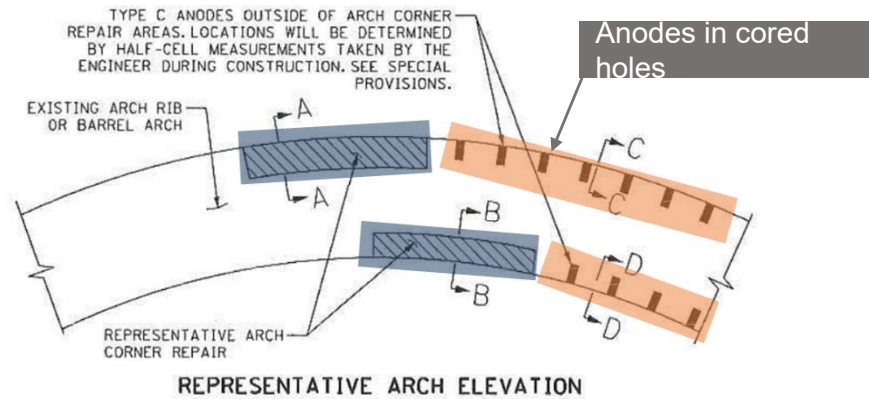 TYPE C ANODES OUTSIDE OF ARCH CORNER
REPAIR AREAS. LOCATIONS WILL BE DETERMINED
BY HALF-CELL MEASUREMENTS TAKEN BY THE
ENGINEER DURING CONSTRUCTION. SEE SPECIAL
PROVISIONS.
Anodes in cored
holes
EXISTING ARCH RIB
OR BARREL ARCH
A
A
C
C
B
B
D
D
REPRESENTATIVE ARCH
CORNER REPAIR
REPRESENTATIVE ARCH ELEVATION